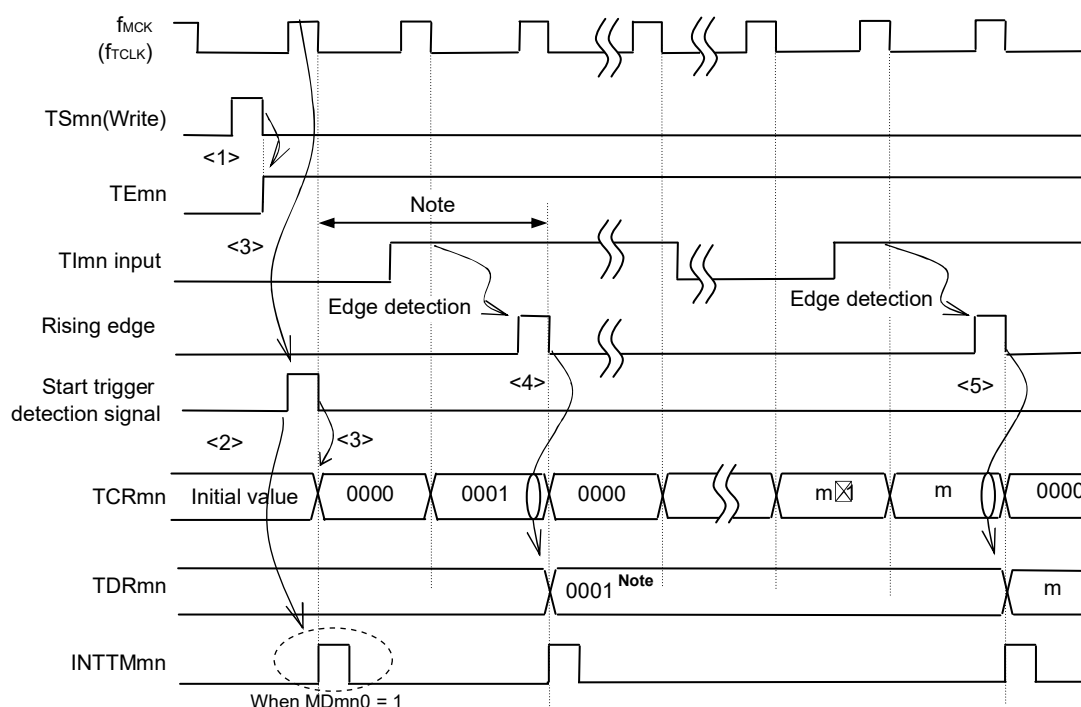 fMCK
(fTCLK)
TSmn(Write)
<1>
TEmn
Note
<3>
TImn input
Edge detection
Edge detection
Rising edge
<4>
<5>
Start trigger
detection signal
<2>
<3>
TCRmn
Initial value
0000
0001
0000
m
m
0000
TDRmn
0001 Note
m
INTTMmn
When MDmn0 = 1